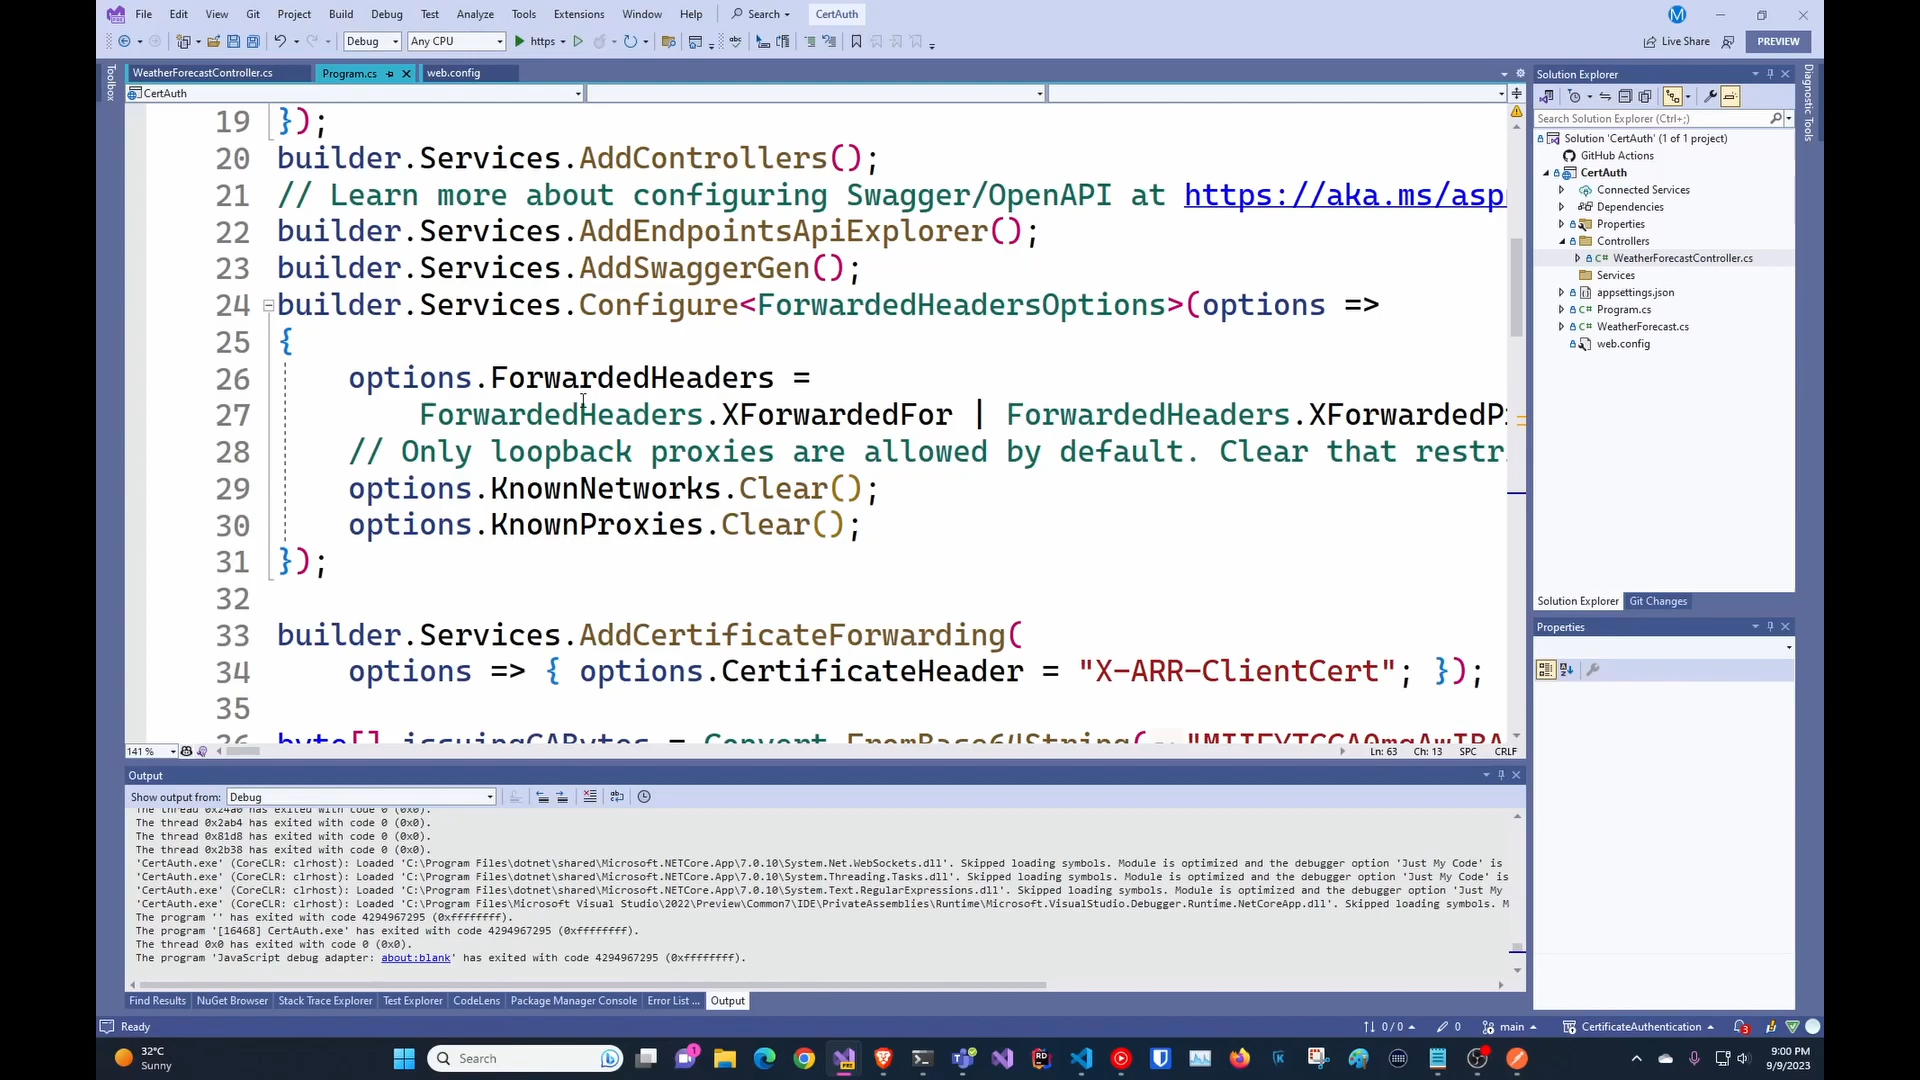 File Edit View Git Project Build Debug Test Analyze Tools Extensions Window Help Search CertAuth M
Debug Any CPU https Live Share PREVIEW
Toolbox
WeatherForecastController.cs Program.cs web.config
CertAuth
19 });
20 builder.Services.AddControllers();
21 // Learn more about configuring Swagger/OpenAPI at https://aka.ms/asp
22 builder.Services.AddEndpointsApiExplorer();
23 builder.Services.AddSwaggerGen();
24 builder.Services.Configure<ForwardedHeadersOptions>(options =>
25 {
26 options.ForwardedHeaders =
27 ForwardedHeaders.XForwardedFor | ForwardedHeaders.XForwardedP
28 // Only loopback proxies are allowed by default. Clear that restr
29 options.KnownNetworks.Clear();
30 options.KnownProxies.Clear();
31 });
32
33 builder.Services.AddCertificateForwarding(
34 options => { options.CertificateHeader = "X-ARR-ClientCert"; });
35
36 byte[] issuingCABytes = Convert.FromBase64String(
141 % Ln: 63 Ch: 13 SPC CRLF
Output
Show output from: Debug
The thread 0x24a0 has exited with code 0 (0x0).
The thread 0x2ab4 has exited with code 0 (0x0).
The thread 0x81d8 has exited with code 0 (0x0).
The thread 0x2b38 has exited with code 0 (0x0).
'CertAuth.exe' (CoreCLR: clrhost): Loaded 'C:\Program Files\dotnet\shared\Microsoft.NETCore.App\7.0.10\System.Net.WebSockets.dll'. Skipped loading symbols. Module is optimized and the debugger option 'Just My Code' is
'CertAuth.exe' (CoreCLR: clrhost): Loaded 'C:\Program Files\dotnet\shared\Microsoft.NETCore.App\7.0.10\System.Threading.Tasks.dll'. Skipped loading symbols. Module is optimized and the debugger option 'Just My Code' is
'CertAuth.exe' (CoreCLR: clrhost): Loaded 'C:\Program Files\dotnet\shared\Microsoft.NETCore.App\7.0.10\System.Text.RegularExpressions.dll'. Skipped loading symbols. Module is optimized and the debugger option 'Just My
'CertAuth.exe' (CoreCLR: clrhost): Loaded 'C:\Program Files\Microsoft Visual Studio\2022\Preview\Common7\IDE\PrivateAssemblies\Runtime\Microsoft.VisualStudio.Debugger.Runtime.NetCoreApp.dll'. Skipped loading symbols. M
The program '' has exited with code 4294967295 (0xffffffff).
The program '[16468] CertAuth.exe' has exited with code 4294967295 (0xffffffff).
The thread 0x0 has exited with code 0 (0x0).
The program 'JavaScript debug adapter: about:blank' has exited with code 4294967295 (0xffffffff).
Find Results NuGet Browser Stack Trace Explorer Test Explorer CodeLens Package Manager Console Error List ... Output
Solution Explorer
Search Solution Explorer (Ctrl+;)
Solution 'CertAuth' (1 of 1 project)
GitHub Actions
CertAuth
Connected Services
Dependencies
Properties
Controllers
C# WeatherForecastController.cs
Services
appsettings.json
C# Program.cs
C# WeatherForecast.cs
web.config
Solution Explorer Git Changes
Properties
Diagnostic Tools
Ready 0 / 0 0 main CertificateAuthentication 3
32°C
Sunny
Search
9:00 PM
9/9/2023